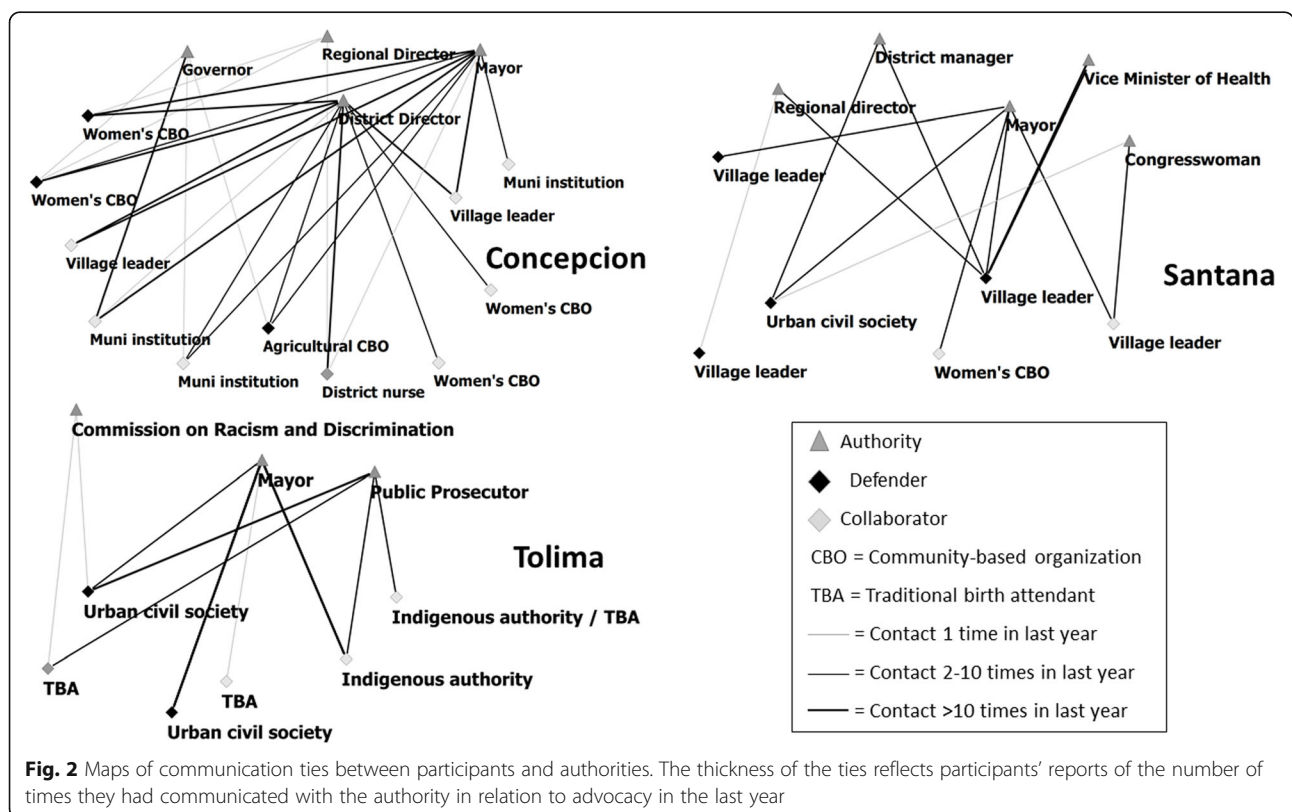 Governor
Regional Director
Mayor
District Director
Women's CBO
Women's CBO
Muni institution
Village leader
Village leader
Concepcion
Women's CBO
Muni institution
Agricultural CBO
Muni institution
District nurse
Women's CBO
District manager
Vice Minister of Health
Regional director
Mayor
Congresswoman
Village leader
Santana
Village leader
Urban civil society
Village leader
Village leader
Women's CBO
Commission on Racism and Discrimination
Mayor
Public Prosecutor
Tolima
Urban civil society
Indigenous authority / TBA
TBA
TBA
Indigenous authority
Urban civil society
Authority
Defender
Collaborator
CBO = Community-based organization
TBA = Traditional birth attendant
= Contact 1 time in last year
= Contact 2-10 times in last year
= Contact >10 times in last year
Fig. 2 Maps of communication ties between participants and authorities. The thickness of the ties reflects participants’ reports of the number of
times they had communicated with the authority in relation to advocacy in the last year